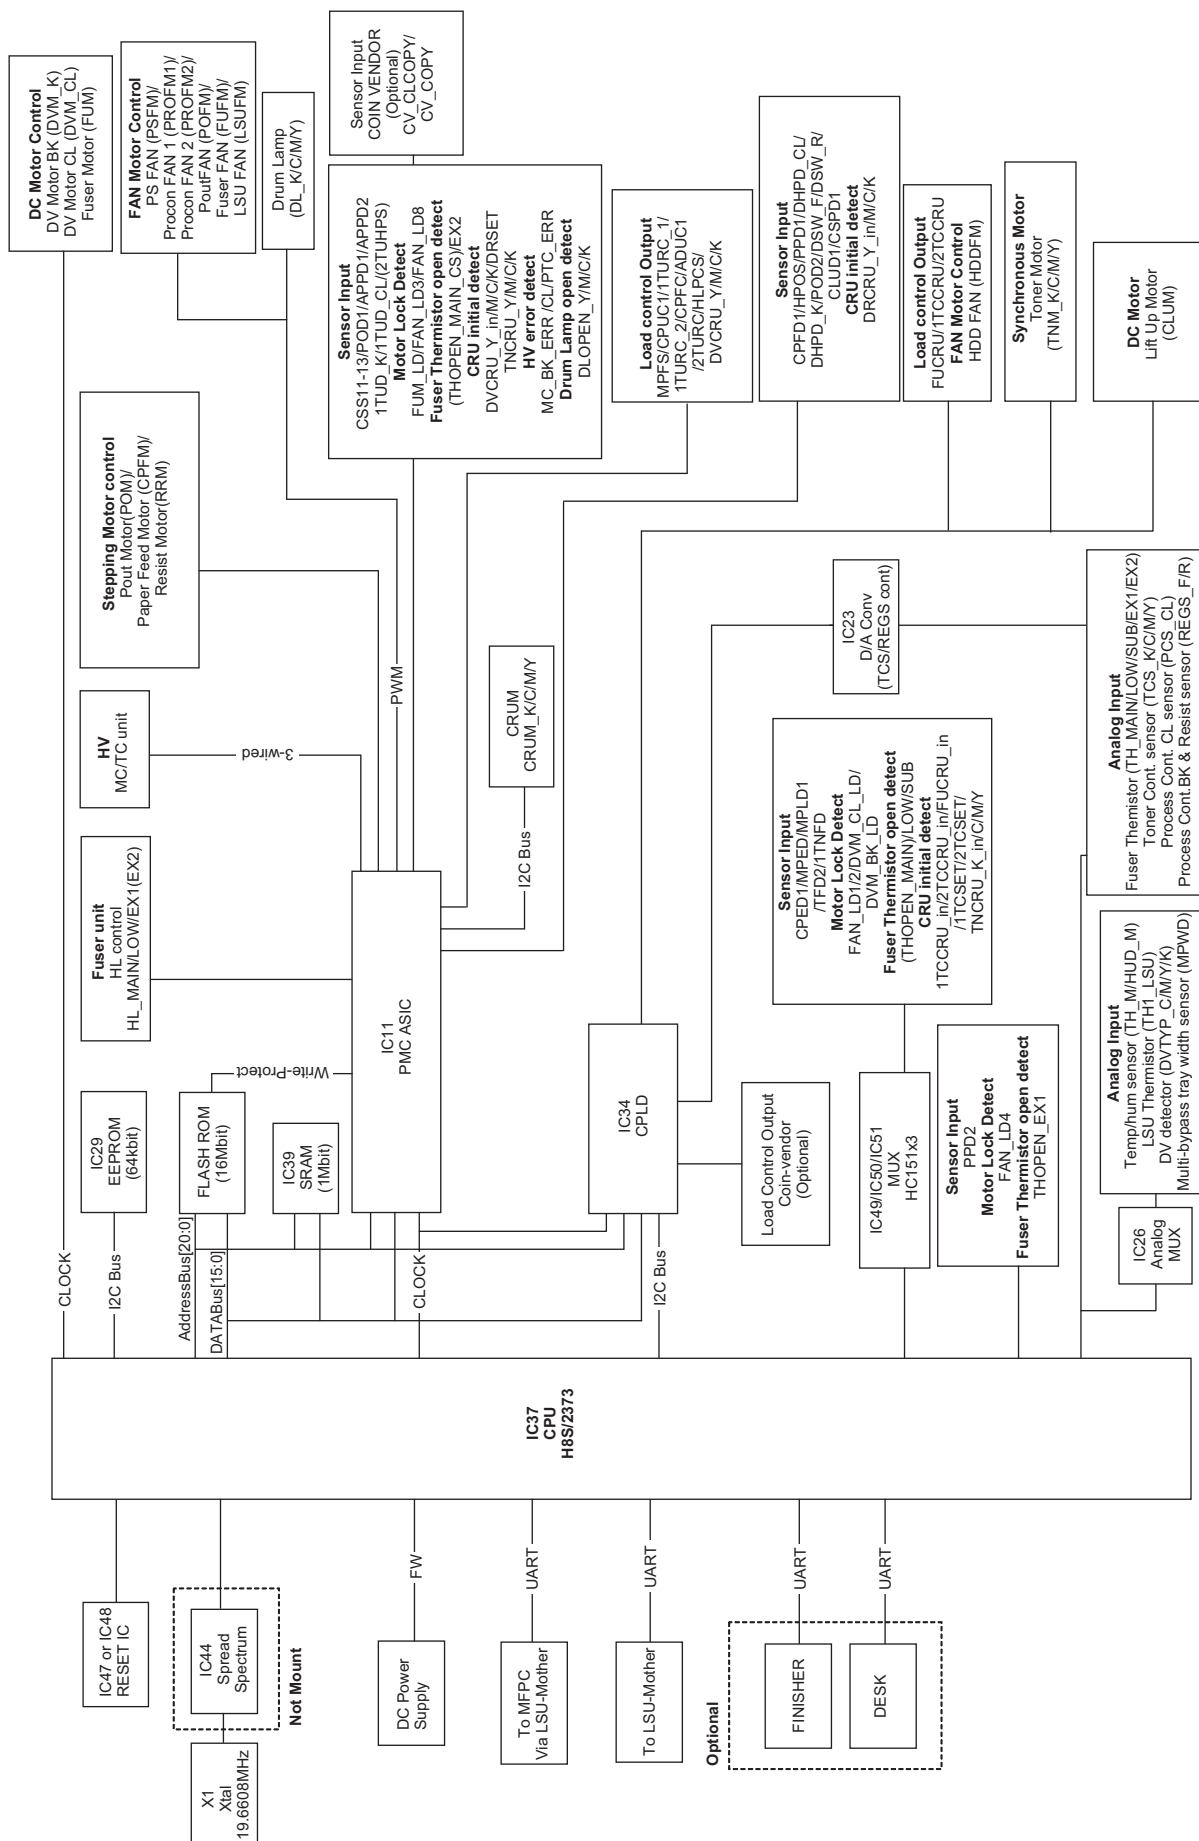 IC47 or IC48
RESET IC
X1
Xtal
19.6608MHz
IC44
Spread
Spectrum
Not Mount
DC Power
Supply
FW
To MFPC
Via LSU-Mother
UART
To LSU-Mother
UART
Optional
FINISHER
UART
DESK
UART
IC37
CPU
H8S/2373
CLOCK
I2C Bus
AddressBus[20:0]
DATABus[15:0]
CLOCK
I2C Bus
IC29
EEPROM
(64kbit)
FLASH ROM
(16Mbit)
Write-Protect
IC39
SRAM
(1Mbit)
IC11
PMC ASIC
IC34
CPLD
Load Control Output
Coin-vendor
(Optional)
IC49/IC50/IC51
MUX
HC151x3
Sensor Input
PPD2
Motor Lock Detect
FAN_LD4
Fuser Thermistor open detect
THOPEN_EX1
IC26
Analog
MUX
Analog Input
Temp/hum sensor (TH_M/HUD_M)
LSU Thermistor (TH1_LSU)
DV detector (DVTYP_C/M/Y/K)
Multi-bypass tray width sensor (MPWD)
Fuser unit
HL control
HL_MAIN/LOW/EX1(EX2)
HV
MC/TC unit
3-wired
PWM
I2C Bus
CRUM
CRUM_K/C/M/Y
Sensor Input
CPED1/MPED/MPLD1
/TFD2/1TNFD
Motor Lock Detect
FAN_LD1/2/DVM_CL_LD/
DVM_BK_LD
Fuser Thermistor open detect
(THOPEN_MAIN)/LOW/SUB
CRU initial detect
1TCCRU_in/2TCCRU_in/FUCRU_in
/1TCSET/2TCSET/
TNCRU_K_in/C/M/Y
IC23
D/A Conv
(TCS/REGS cont)
Analog Input
Fuser Themistor (TH_MAIN/LOW/SUB/EX1/EX2)
Toner Cont. sensor (TCS_K/C/M/Y)
Process Cont. CL sensor (PCS_CL)
Process Cont.BK & Resist sensor (REGS_F/R)
Stepping Motor control
Pout Motor(POM)/
Paper Feed Motor (CPFM)/
Resist Motor(RRM)
DC Motor Control
DV Motor BK (DVM_K)
DV Motor CL (DVM_CL)
Fuser Motor (FUM)
FAN Motor Control
PS FAN (PSFM)/
Procon FAN 1 (PROFM1)/
Procon FAN 2 (PROFM2)/
PoutFAN (POFM)/
Fuser FAN (FUFM)/
LSU FAN (LSUFM)
Drum Lamp
(DL_K/C/M/Y)
Sensor Input
COIN VENDOR
(Optional)
CV_CLCOPY/
CV_COPY
Sensor Input
CSS11-13/POD1/APPD1/APPD2
1TUD_K/1TUD_CL/(2TUHPS)
Motor Lock Detect
FUM_LD/FAN_LD3/FAN_LD8
Fuser Thermistor open detect
(THOPEN_MAIN_CS)/EX2
CRU initial detect
DVCRU_Y_in/M/C/K/DRSET
TNCRU_Y/M/C/K
HV error detect
MC_BK_ERR /CL/PTC_ERR
Drum Lamp open detect
DLOPEN_Y/M/C/K
Load control Output
MPFS/CPUC1/1TURC_1/
1TURC_2/CPFC/ADUC1
/2TURC/HLPCS/
DVCRU_Y/M/C/K
Sensor Input
CPFD1/HPOS/PPD1/DHPD_CL/
DHPD_K/POD2/DSW_F/DSW_R/
CLUD1/CSPD1
CRU initial detect
DRCRU_Y_in/M/C/K
Load control Output
FUCRU/1TCCRU/2TCCRU
FAN Motor Control
HDD FAN (HDDFM)
Synchronous Motor
Toner Motor
(TNM_K/C/M/Y)
DC Motor
Lift Up Motor
(CLUM)